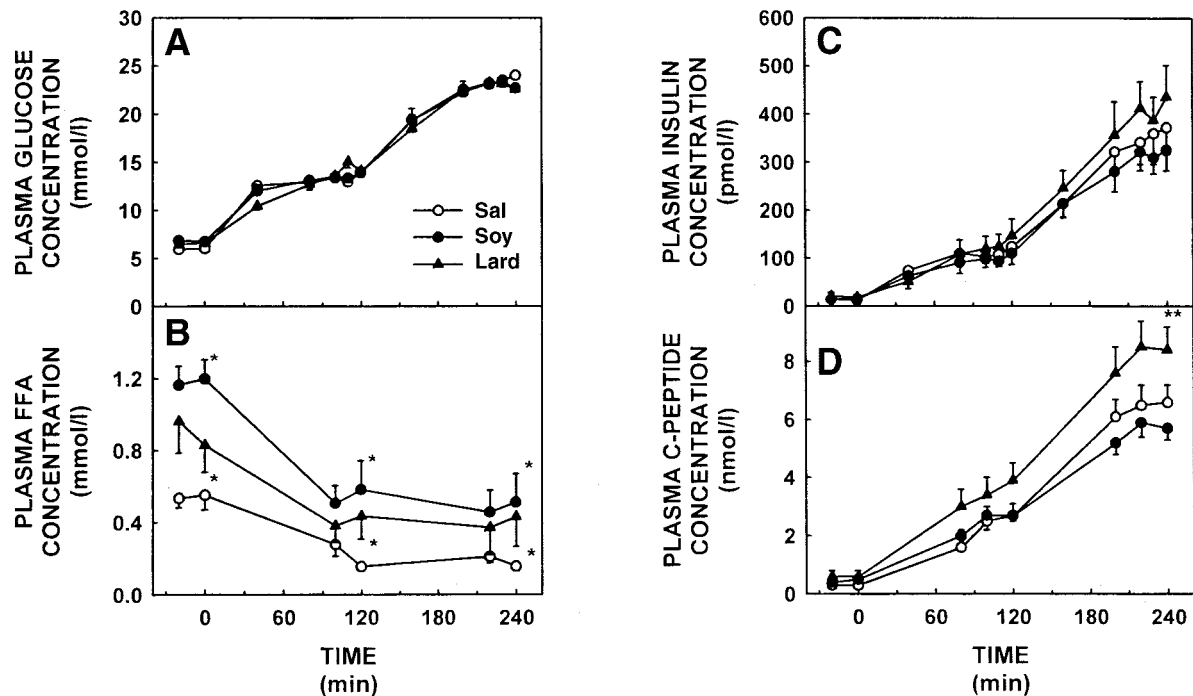 A
PLASMA GLUCOSE
CONCENTRATION
(mmol/l)
30
25
20
15
10
5
0
Sal
Soy
Lard
B
PLASMA FFA
CONCENTRATION
(mmol/l)
1.2
0.8
0.4
0.0
*
*
*
*
*
*
0
60
120
180
240
TIME
(min)
C
PLASMA INSULIN
CONCENTRATION
(pmol/l)
600
500
400
300
200
100
0
D
PLASMA C-PEPTIDE
CONCENTRATION
(nmol/l)
8
6
4
2
0
**
0
60
120
180
240
TIME
(min)